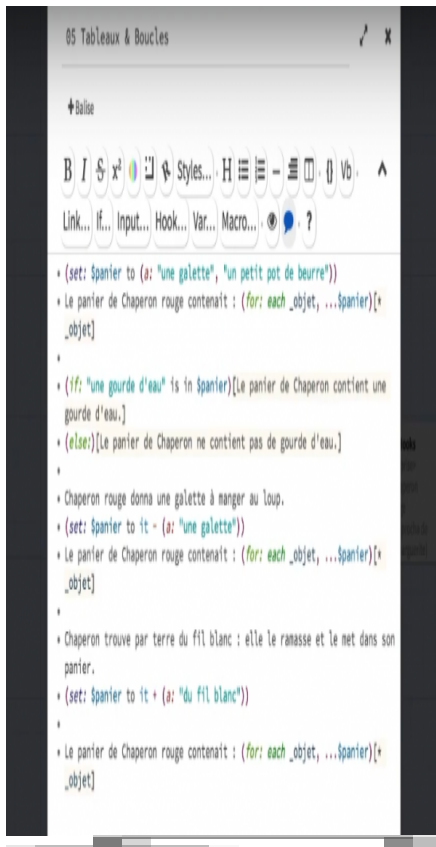 05 Tableaux & Boucles
+Balise
B I S x² Styles... H Vb
Link... If... Input... Hook... Var... Macro... ?
(set: $panier to (a: "une galette", "un petit pot de beurre"))
Le panier de Chaperon rouge contenait : (for: each _objet, ...$panier)[*
_objet]
(if: "une gourde d'eau" is in $panier)[Le panier de Chaperon contient une
gourde d'eau.]
(else:)[Le panier de Chaperon ne contient pas de gourde d'eau.]
Chaperon rouge donna une galette à manger au loup.
(set: $panier to it - (a: "une galette"))
Le panier de Chaperon rouge contenait : (for: each _objet, ...$panier)[*
_objet]
Chaperon trouve par terre du fil blanc : elle le ramasse et le met dans son
panier.
(set: $panier to it + (a: "du fil blanc"))
Le panier de Chaperon rouge contenait : (for: each _objet, ...$panier)[*
_objet]